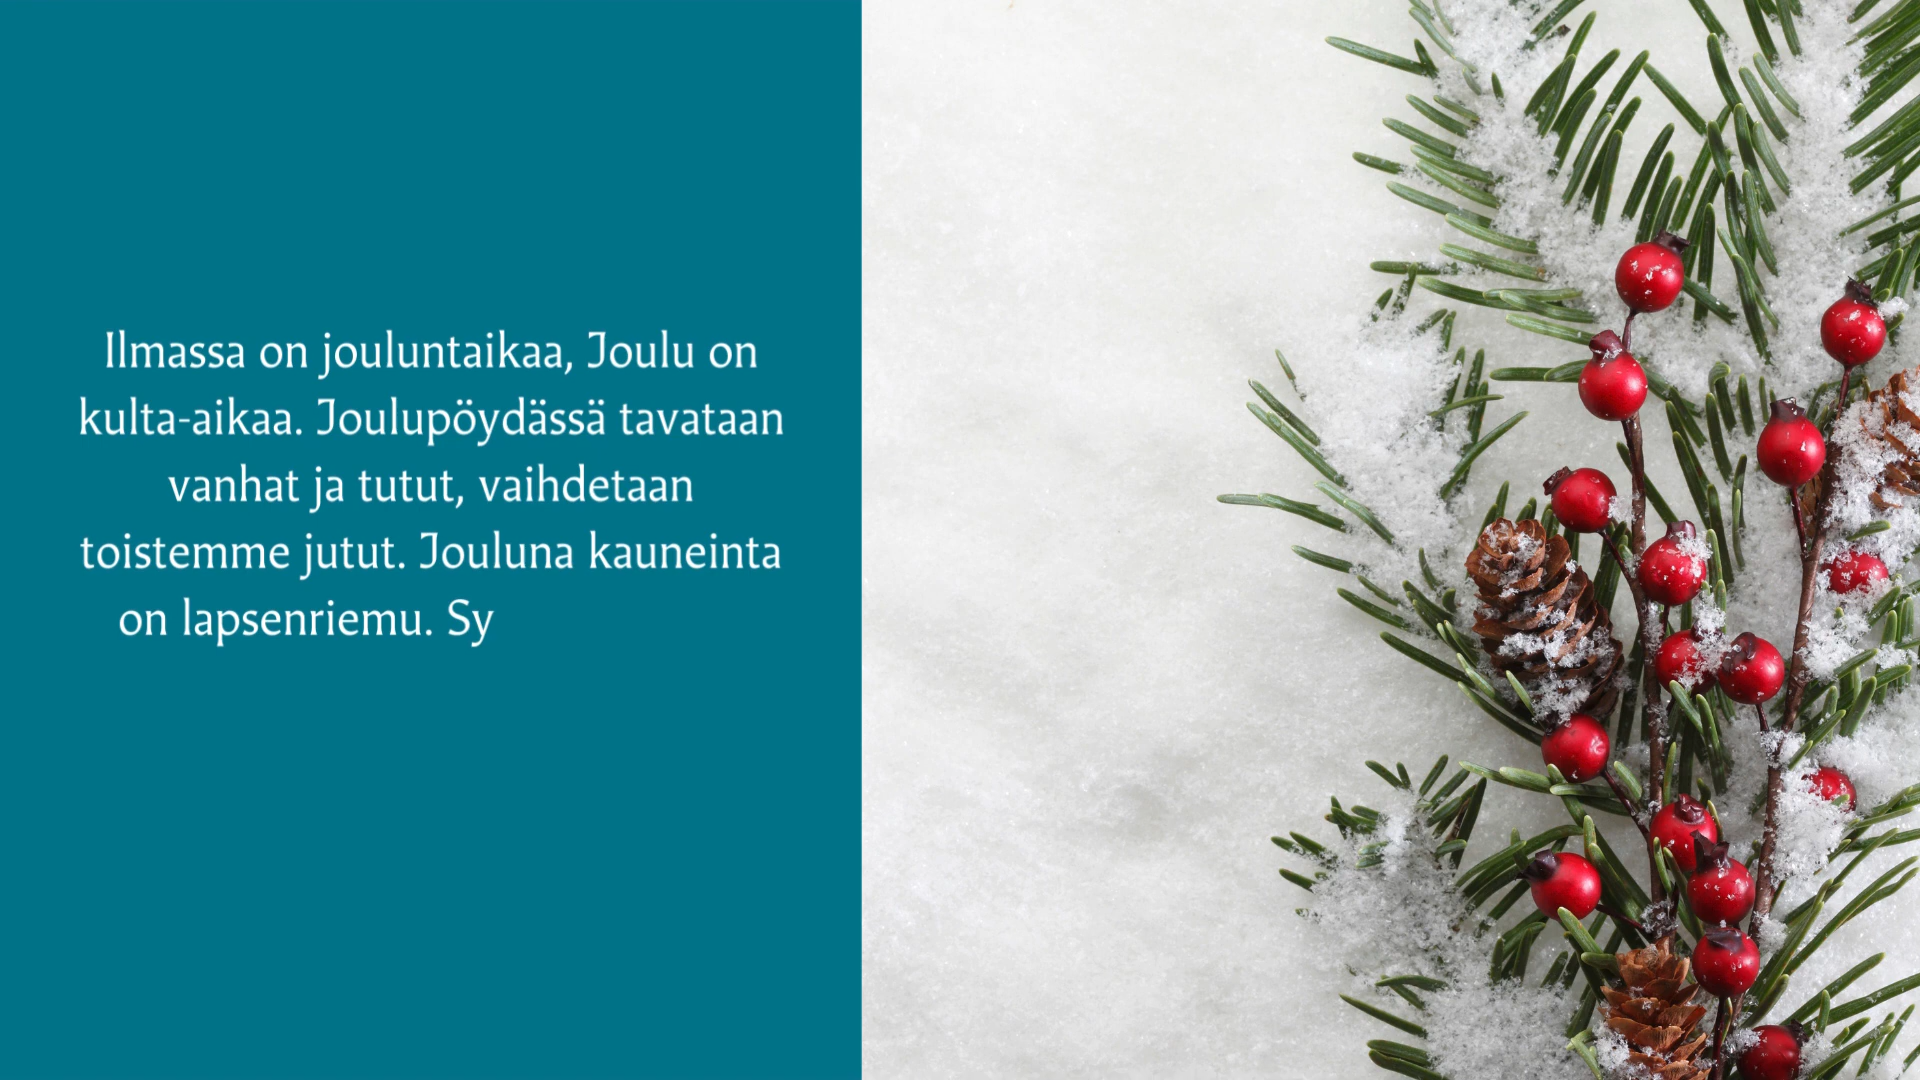 Ilmassa on jouluntaikaa, Joulu on
kulta-aikaa. Joulupöydässä tavataan
vanhat ja tutut, vaihdetaan
toistemme jutut. Jouluna kauneinta
on lapsenriemu. Sy